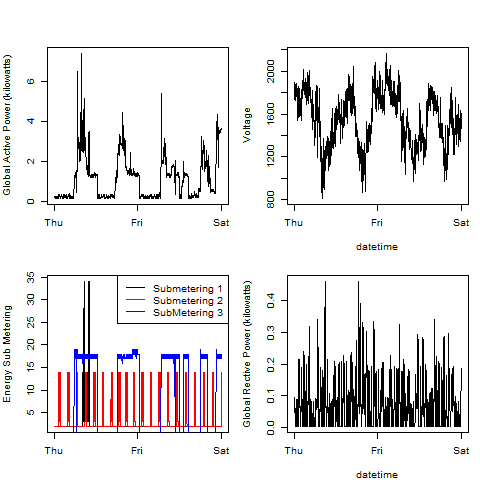 Global Active Power (kilowatts)
0 2 4 6
Thu Fri Sat
Voltage
800 1200 1600 2000
Thu Fri Sat
datetime
Energy Sub Metering
5 10 15 20 25 30 35
Submetering 1
Submetering 2
SubMetering 3
Thu Fri Sat
Global Rective Power (kilowatts)
0.0 0.1 0.2 0.3 0.4
Thu Fri Sat
datetime